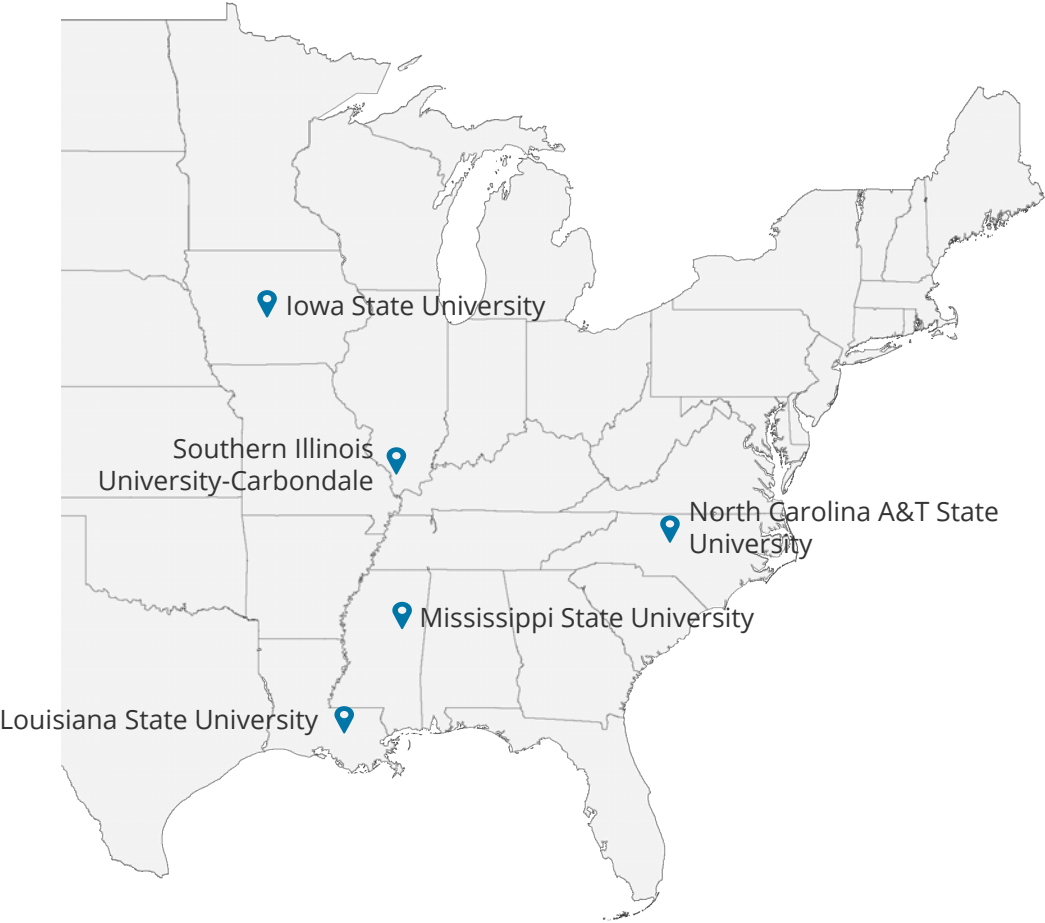 Iowa State University
Southern Illinois
University-Carbondale
North Carolina A&T State
University
Mississippi State University
Louisiana State University